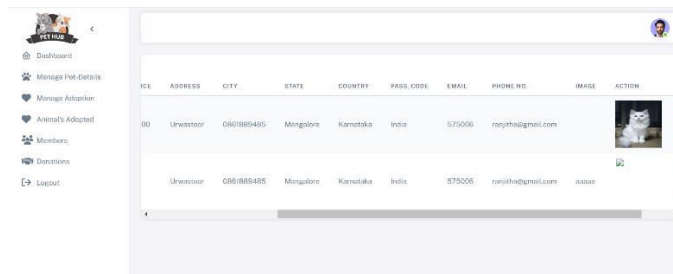 PET HUB
Dashboard
Manage Pet-Details
Manage Adoption
Animal's Adopted
Members
Donations
Logout
ICE ADDRESS CITY STATE COUNTRY PASS_CODE EMAIL PHONE NO. IMAGE ACTION
00 Urwastoor 0861889485 Mangalore Karnataka India 575006 ranjitha@gmail.com
Urwastoor 0861889485 Mangalore Karnataka India 575006 ranjitha@gmail.com aaaaa